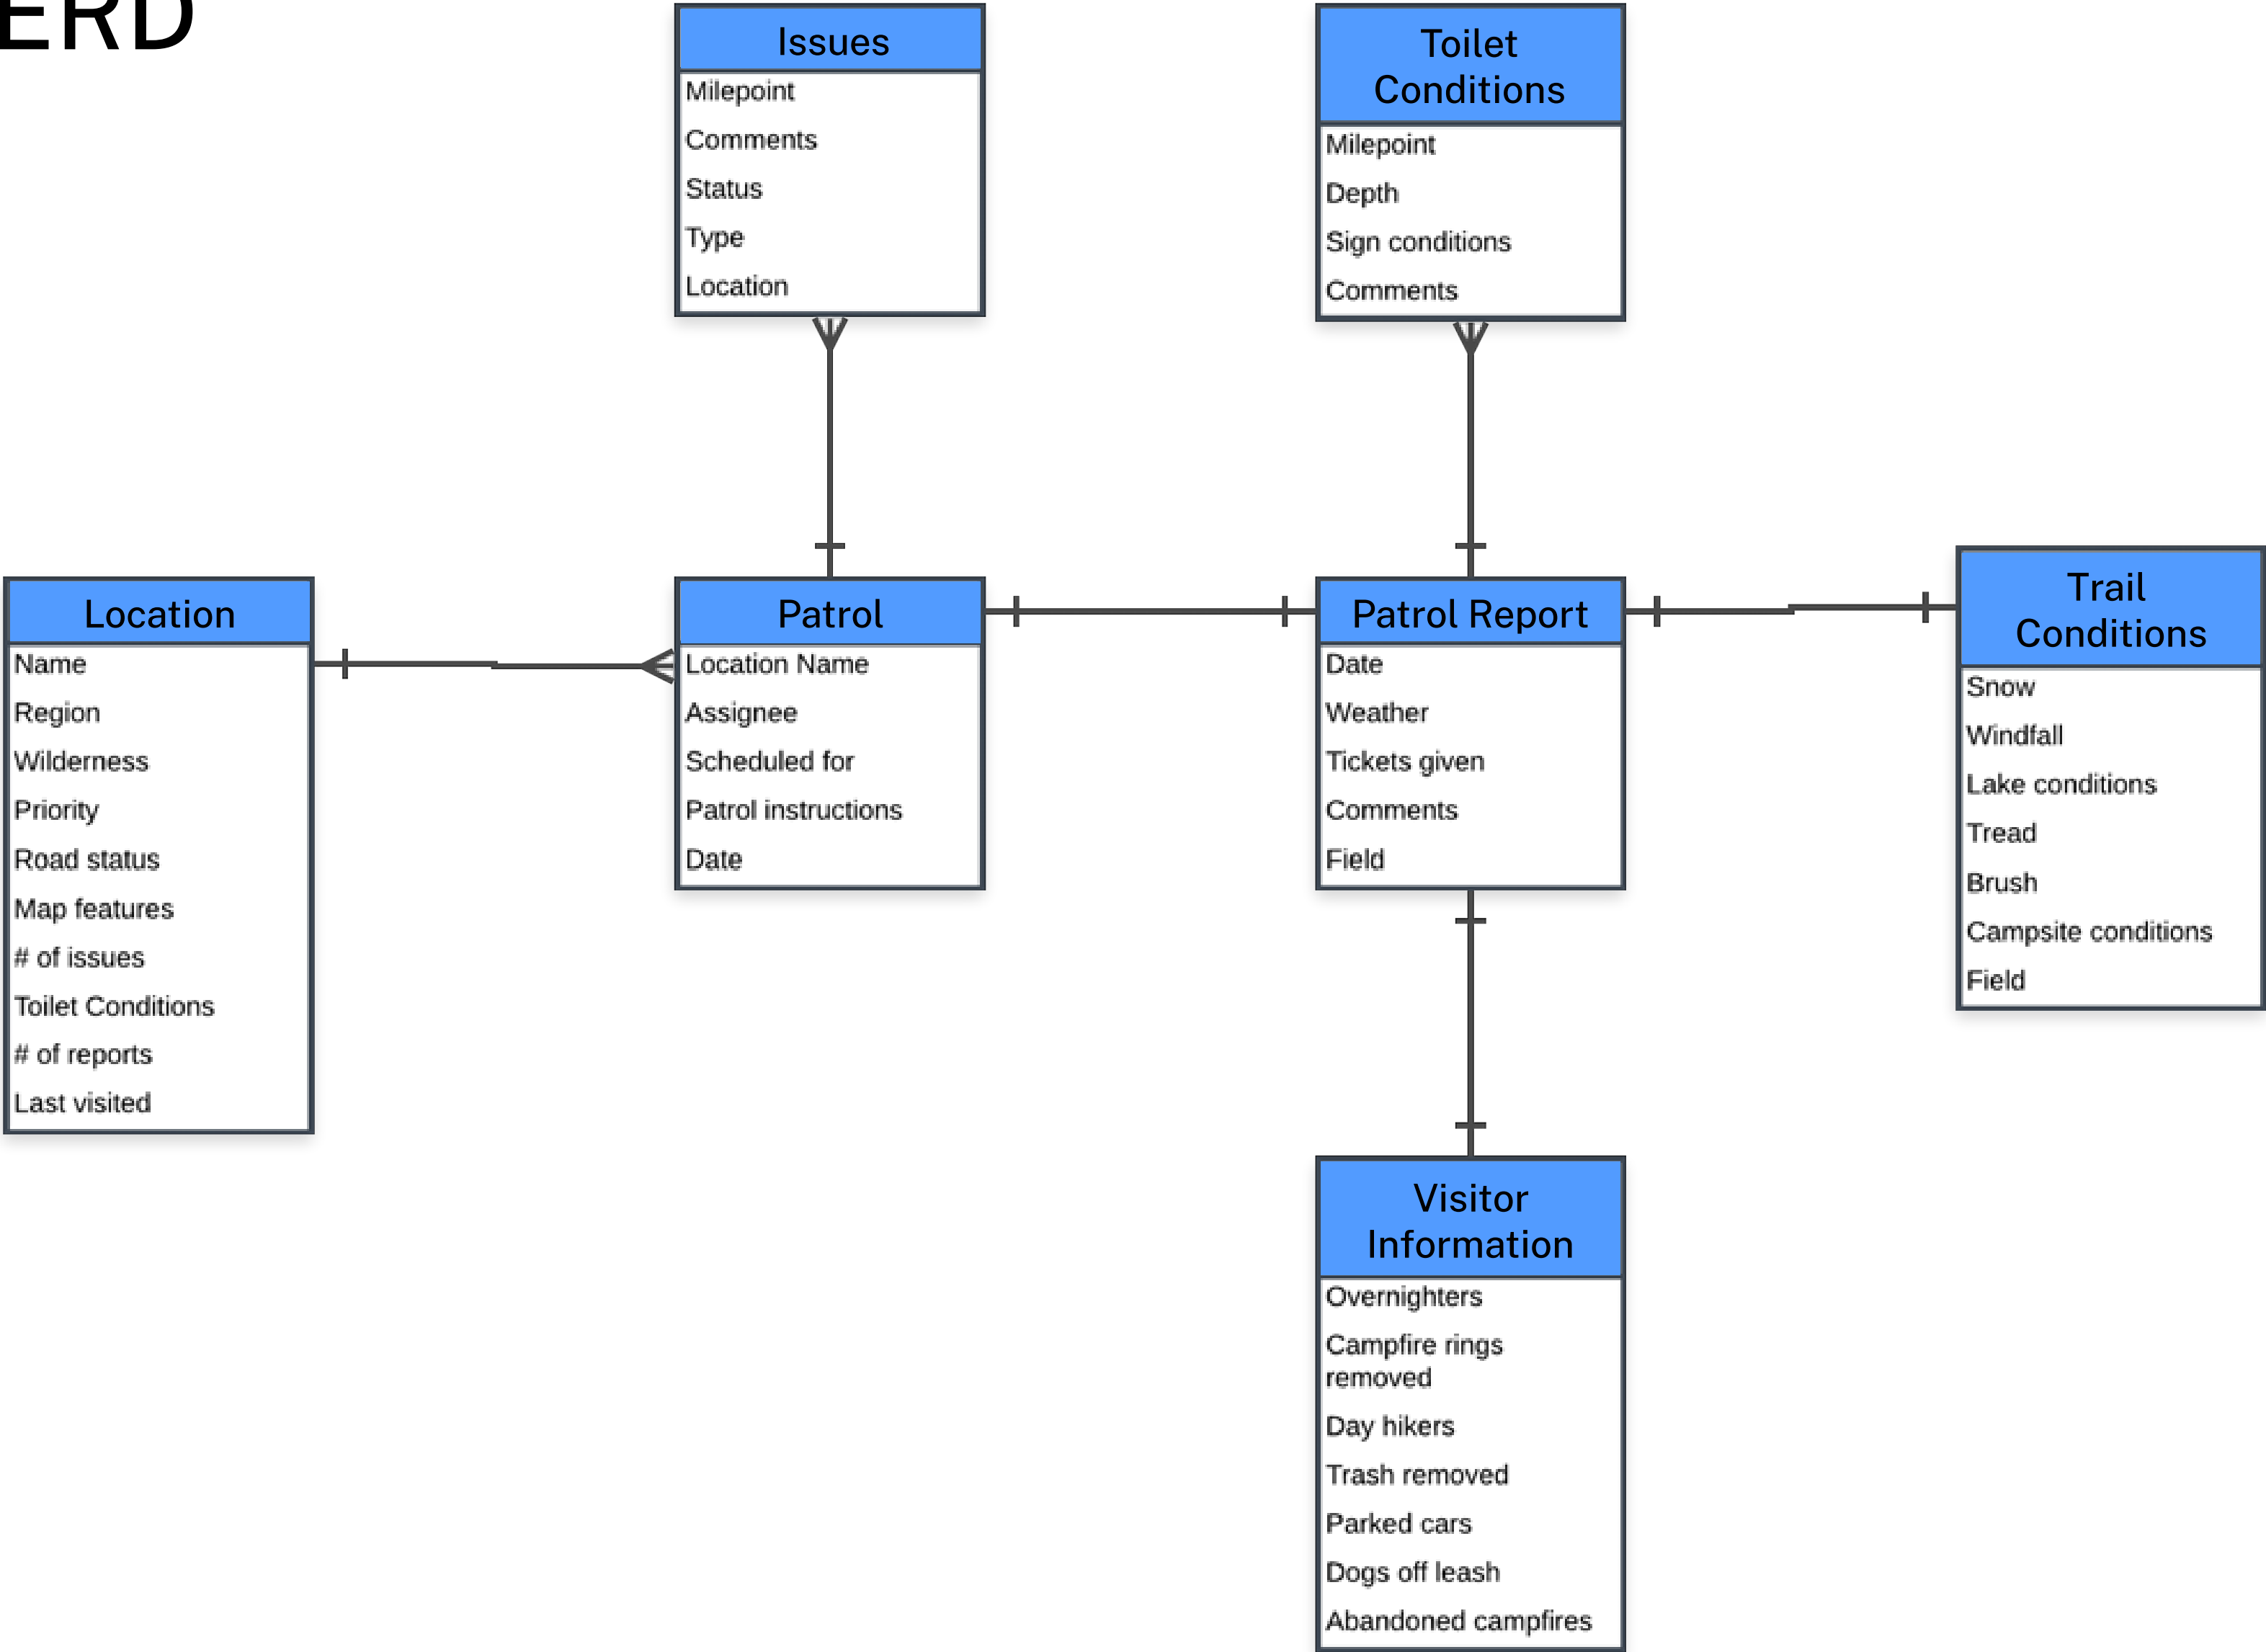 ERD
Issues
Milepoint
Comments
Status
Type
Location
Toilet
Conditions
Milepoint
Depth
Sign conditions
Comments
Location
Name
Region
Wilderness
Priority
Road status
Map features
# of issues
Toilet Conditions
# of reports
Last visited
Patrol
Location Name
Assignee
Scheduled for
Patrol instructions
Date
Patrol Report
Date
Weather
Tickets given
Comments
Field
Trail
Conditions
Snow
Windfall
Lake conditions
Tread
Brush
Campsite conditions
Field
Visitor
Information
Overnighters
Campfire rings
removed
Day hikers
Trash removed
Parked cars
Dogs off leash
Abandoned campfires